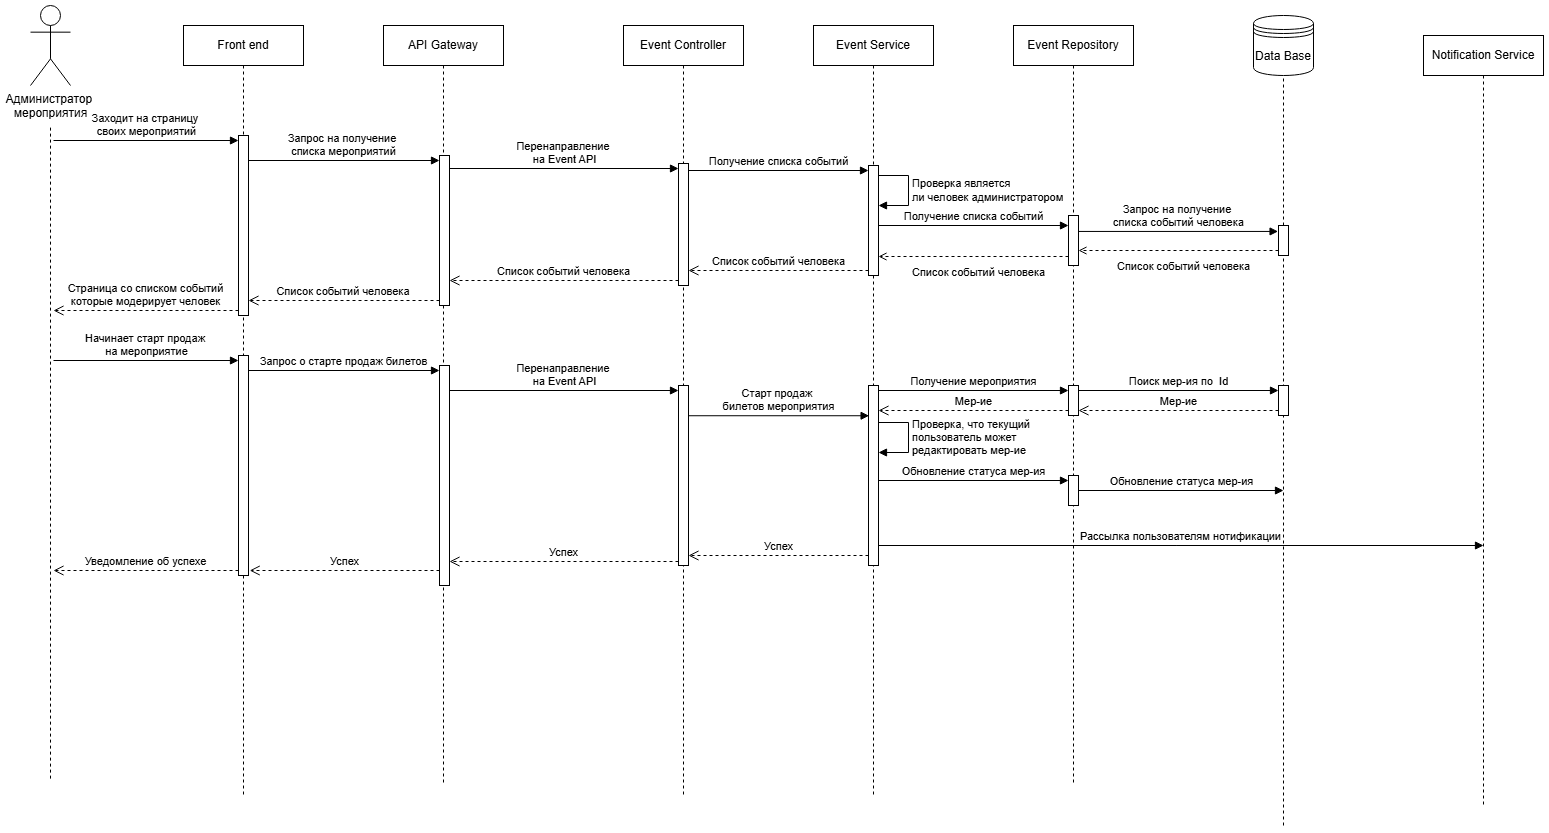 Front end
API Gateway
Event Controller
Event Service
Event Repository
Data Base
Notification Service
Администратор
мероприятия
Заходит на страницу
своих мероприятий
Запрос на получение
списка мероприятий
Перенаправление
на Event API
Получение списка событий
Проверка является
ли человек администратором
Получение списка событий
Запрос на получение
списка событий человека
Список событий человека
Список событий человека
Список событий человека
Список событий человека
Список событий человека
Страница со списком событий
которые модерирует человек
Начинает старт продаж
на мероприятие
Запрос о старте продаж билетов
Перенаправление
на Event API
Старт продаж
билетов мероприятия
Получение мероприятия
Поиск мер-ия по Id
Мер-ие
Мер-ие
Проверка, что текущий
пользователь может
редактировать мер-ие
Обновление статуса мер-ия
Обновление статуса мер-ия
Рассылка пользователям нотификации
Успех
Успех
Успех
Уведомление об успехе